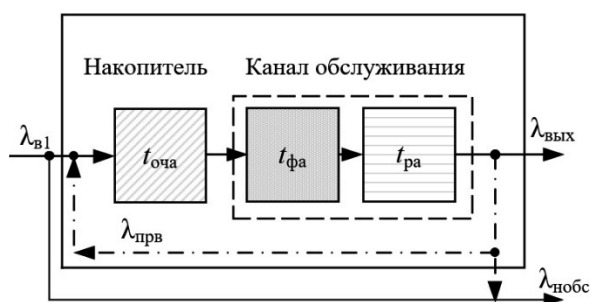 Накопитель Канал обслуживания
λв1 λвых
tоча tфа tра
λпрв
λнобс